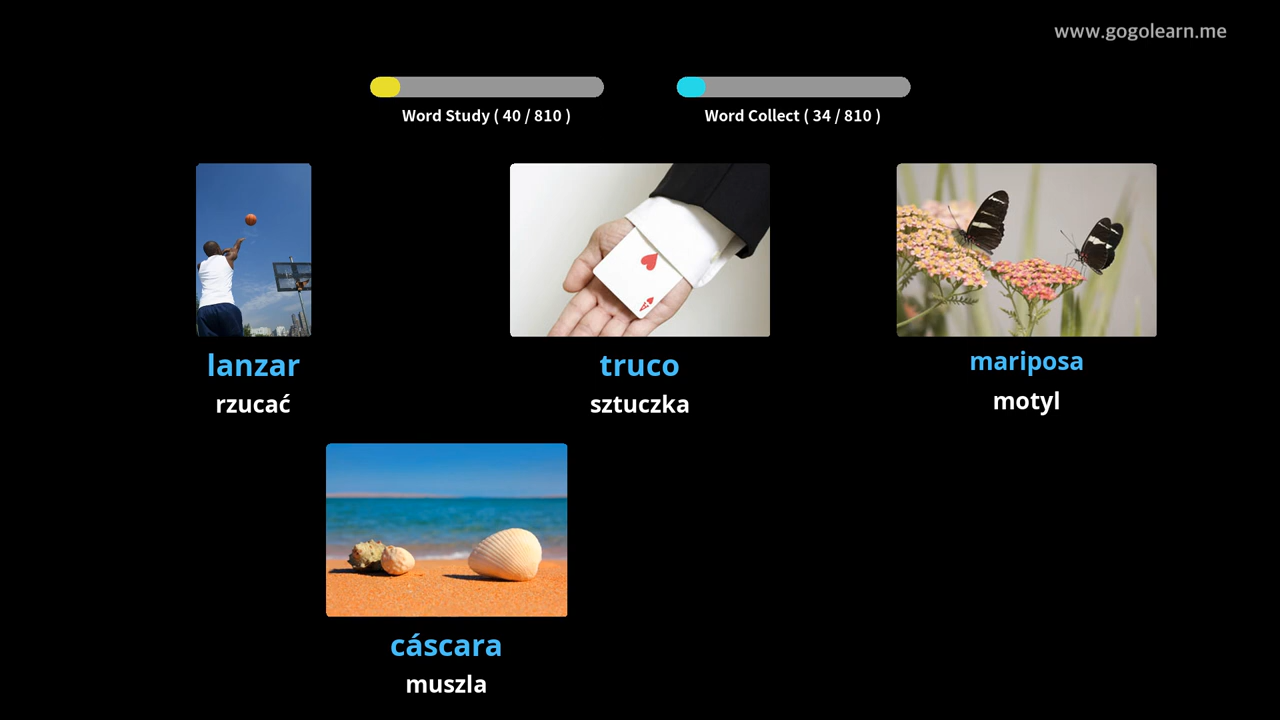 www.gogolearn.me
Word Study ( 40 / 810 )
Word Collect ( 34 / 810 )
lanzar
rzucać
truco
sztuczka
mariposa
motyl
cáscara
muszla